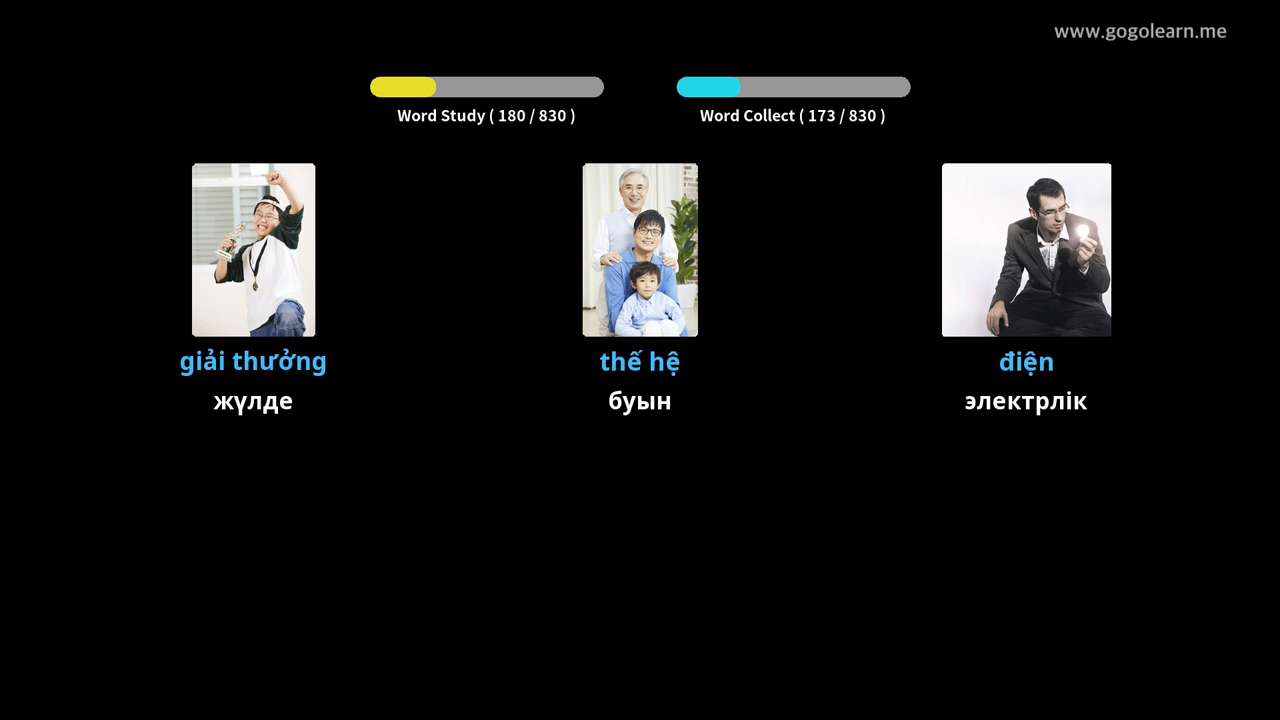 www.gogolearn.me
Word Study ( 180 / 830 )
Word Collect ( 173 / 830 )
giải thưởng
жүлде
thế hệ
буын
điện
электрлік